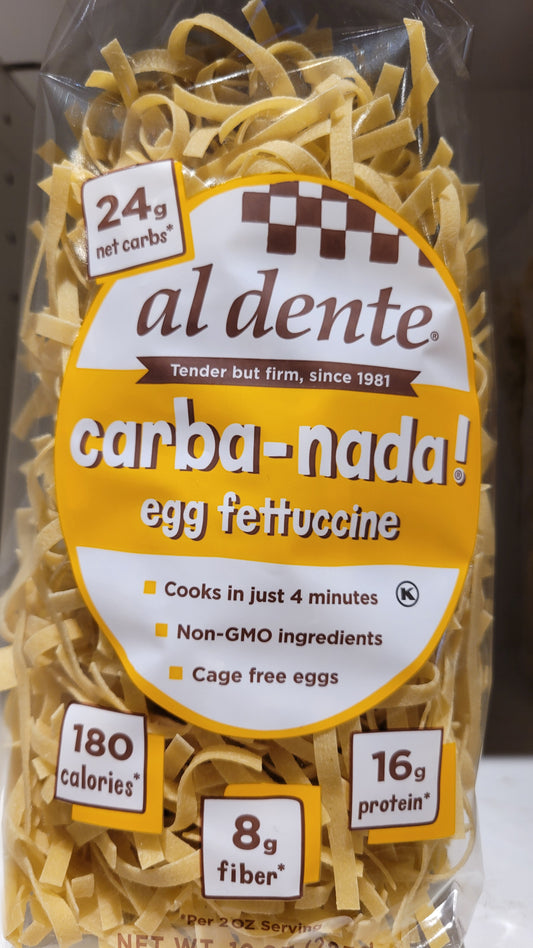 24g
net carbs*
al dente®
Tender but firm, since 1981
carba-nada!®
egg fettuccine
Cooks in just 4 minutes K
Non-GMO ingredients
Cage free eggs
180
calories*
16g
protein*
8g
fiber*
*Per 2 OZ Serving
NET WT.